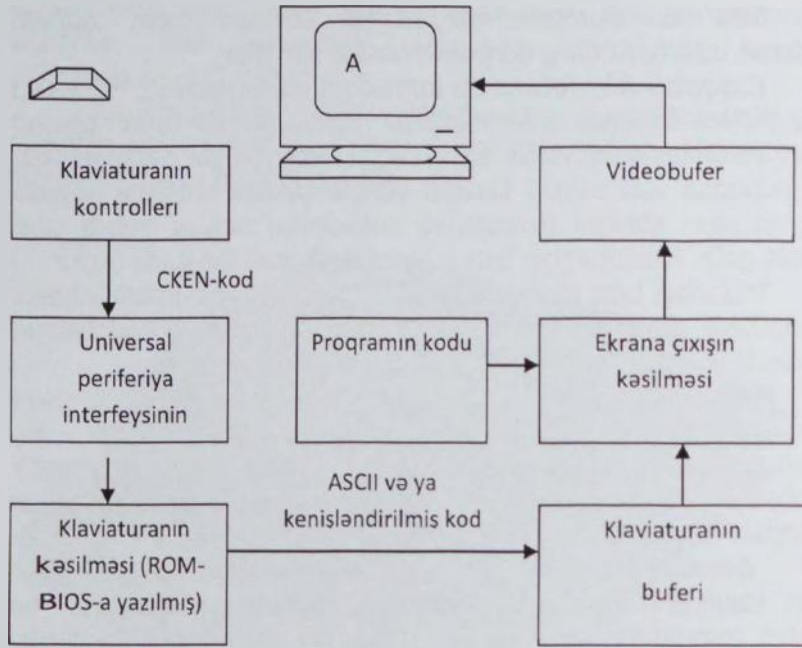 A
Klaviaturanın
kontrolleri
Videobufer
CKEN-kod
Universal
periferiya
interfeysinin
Proqramın kodu
Ekrana çıxışın
kəsilməsi
ASCII və ya
kenisləndirilmis kod
Klaviaturanın
kəsilməsi (ROM-
BIOS-a yazılmış)
Klaviaturanın
buferi